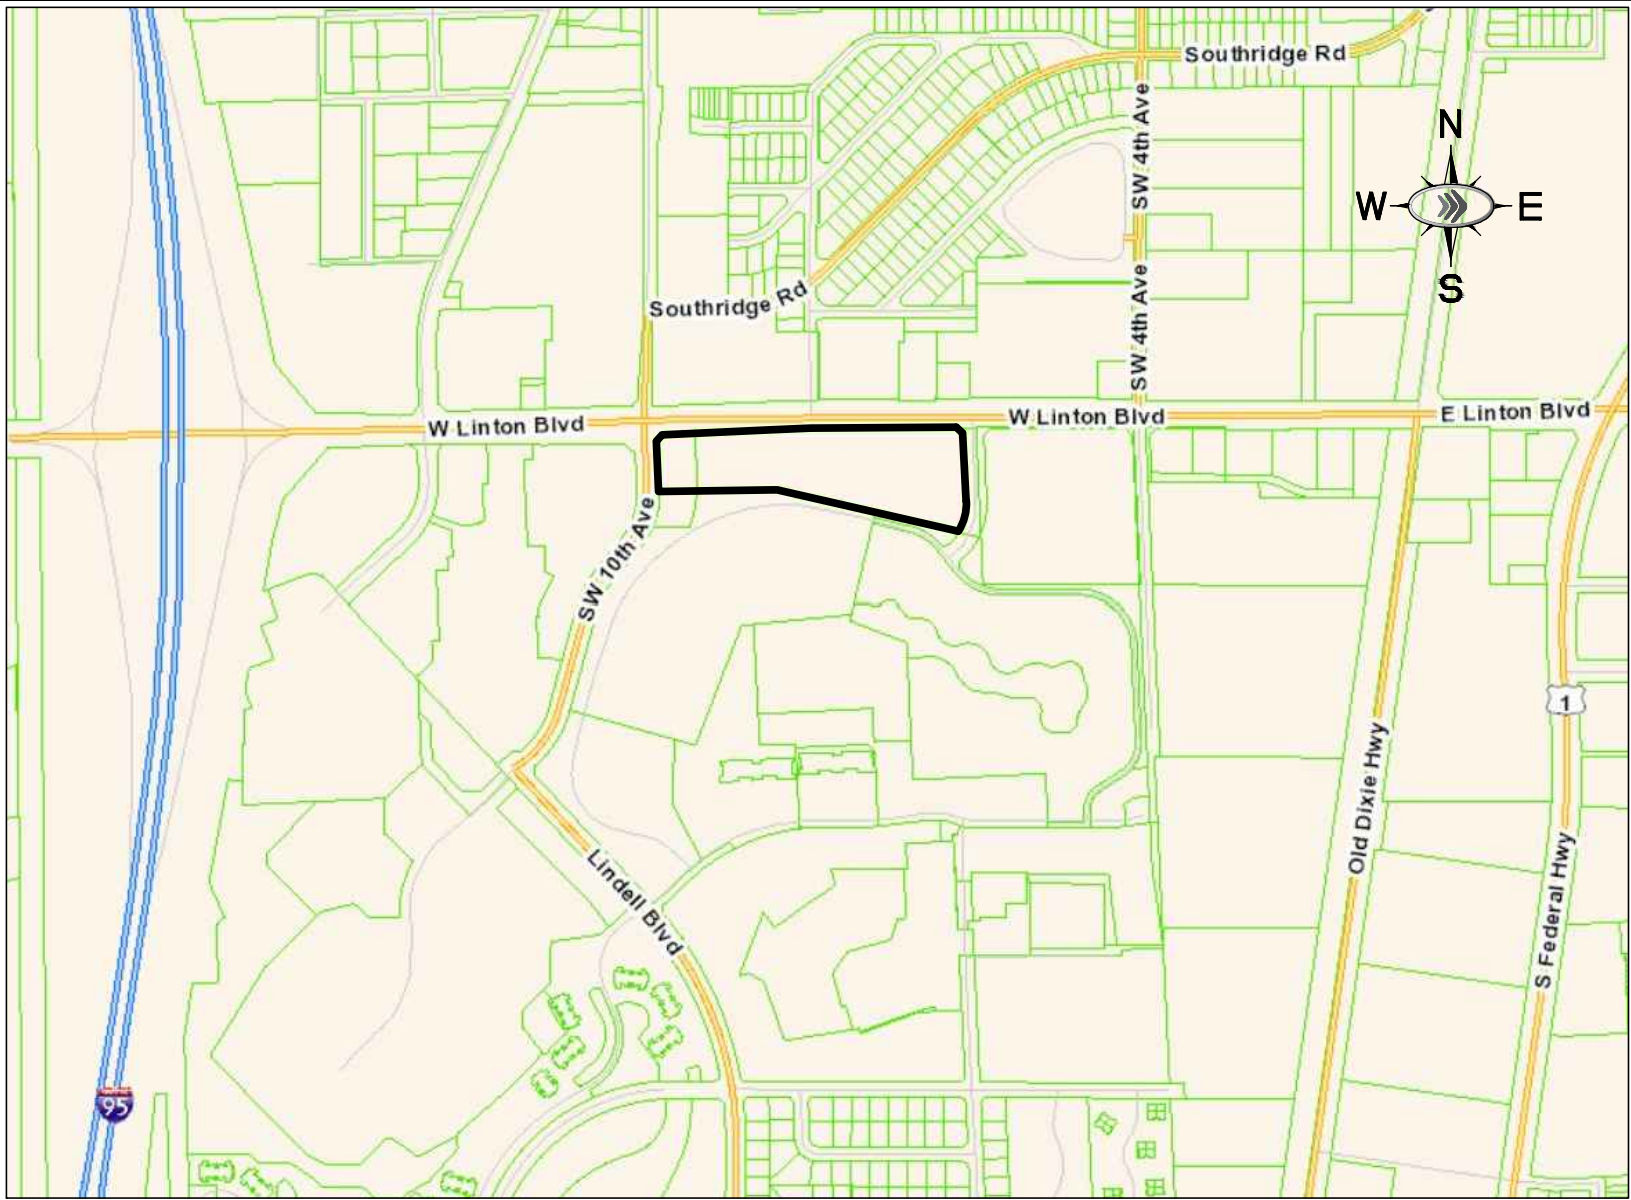 Southridge Rd
SW 4th Ave
N
W
E
S
SW 4th Ave
Southridge Rd
W Linton Blvd
W Linton Blvd
E Linton Blvd
SW 10th Ave
1
Old Dixie Hwy
Lindell Blvd
S Federal Hwy
95